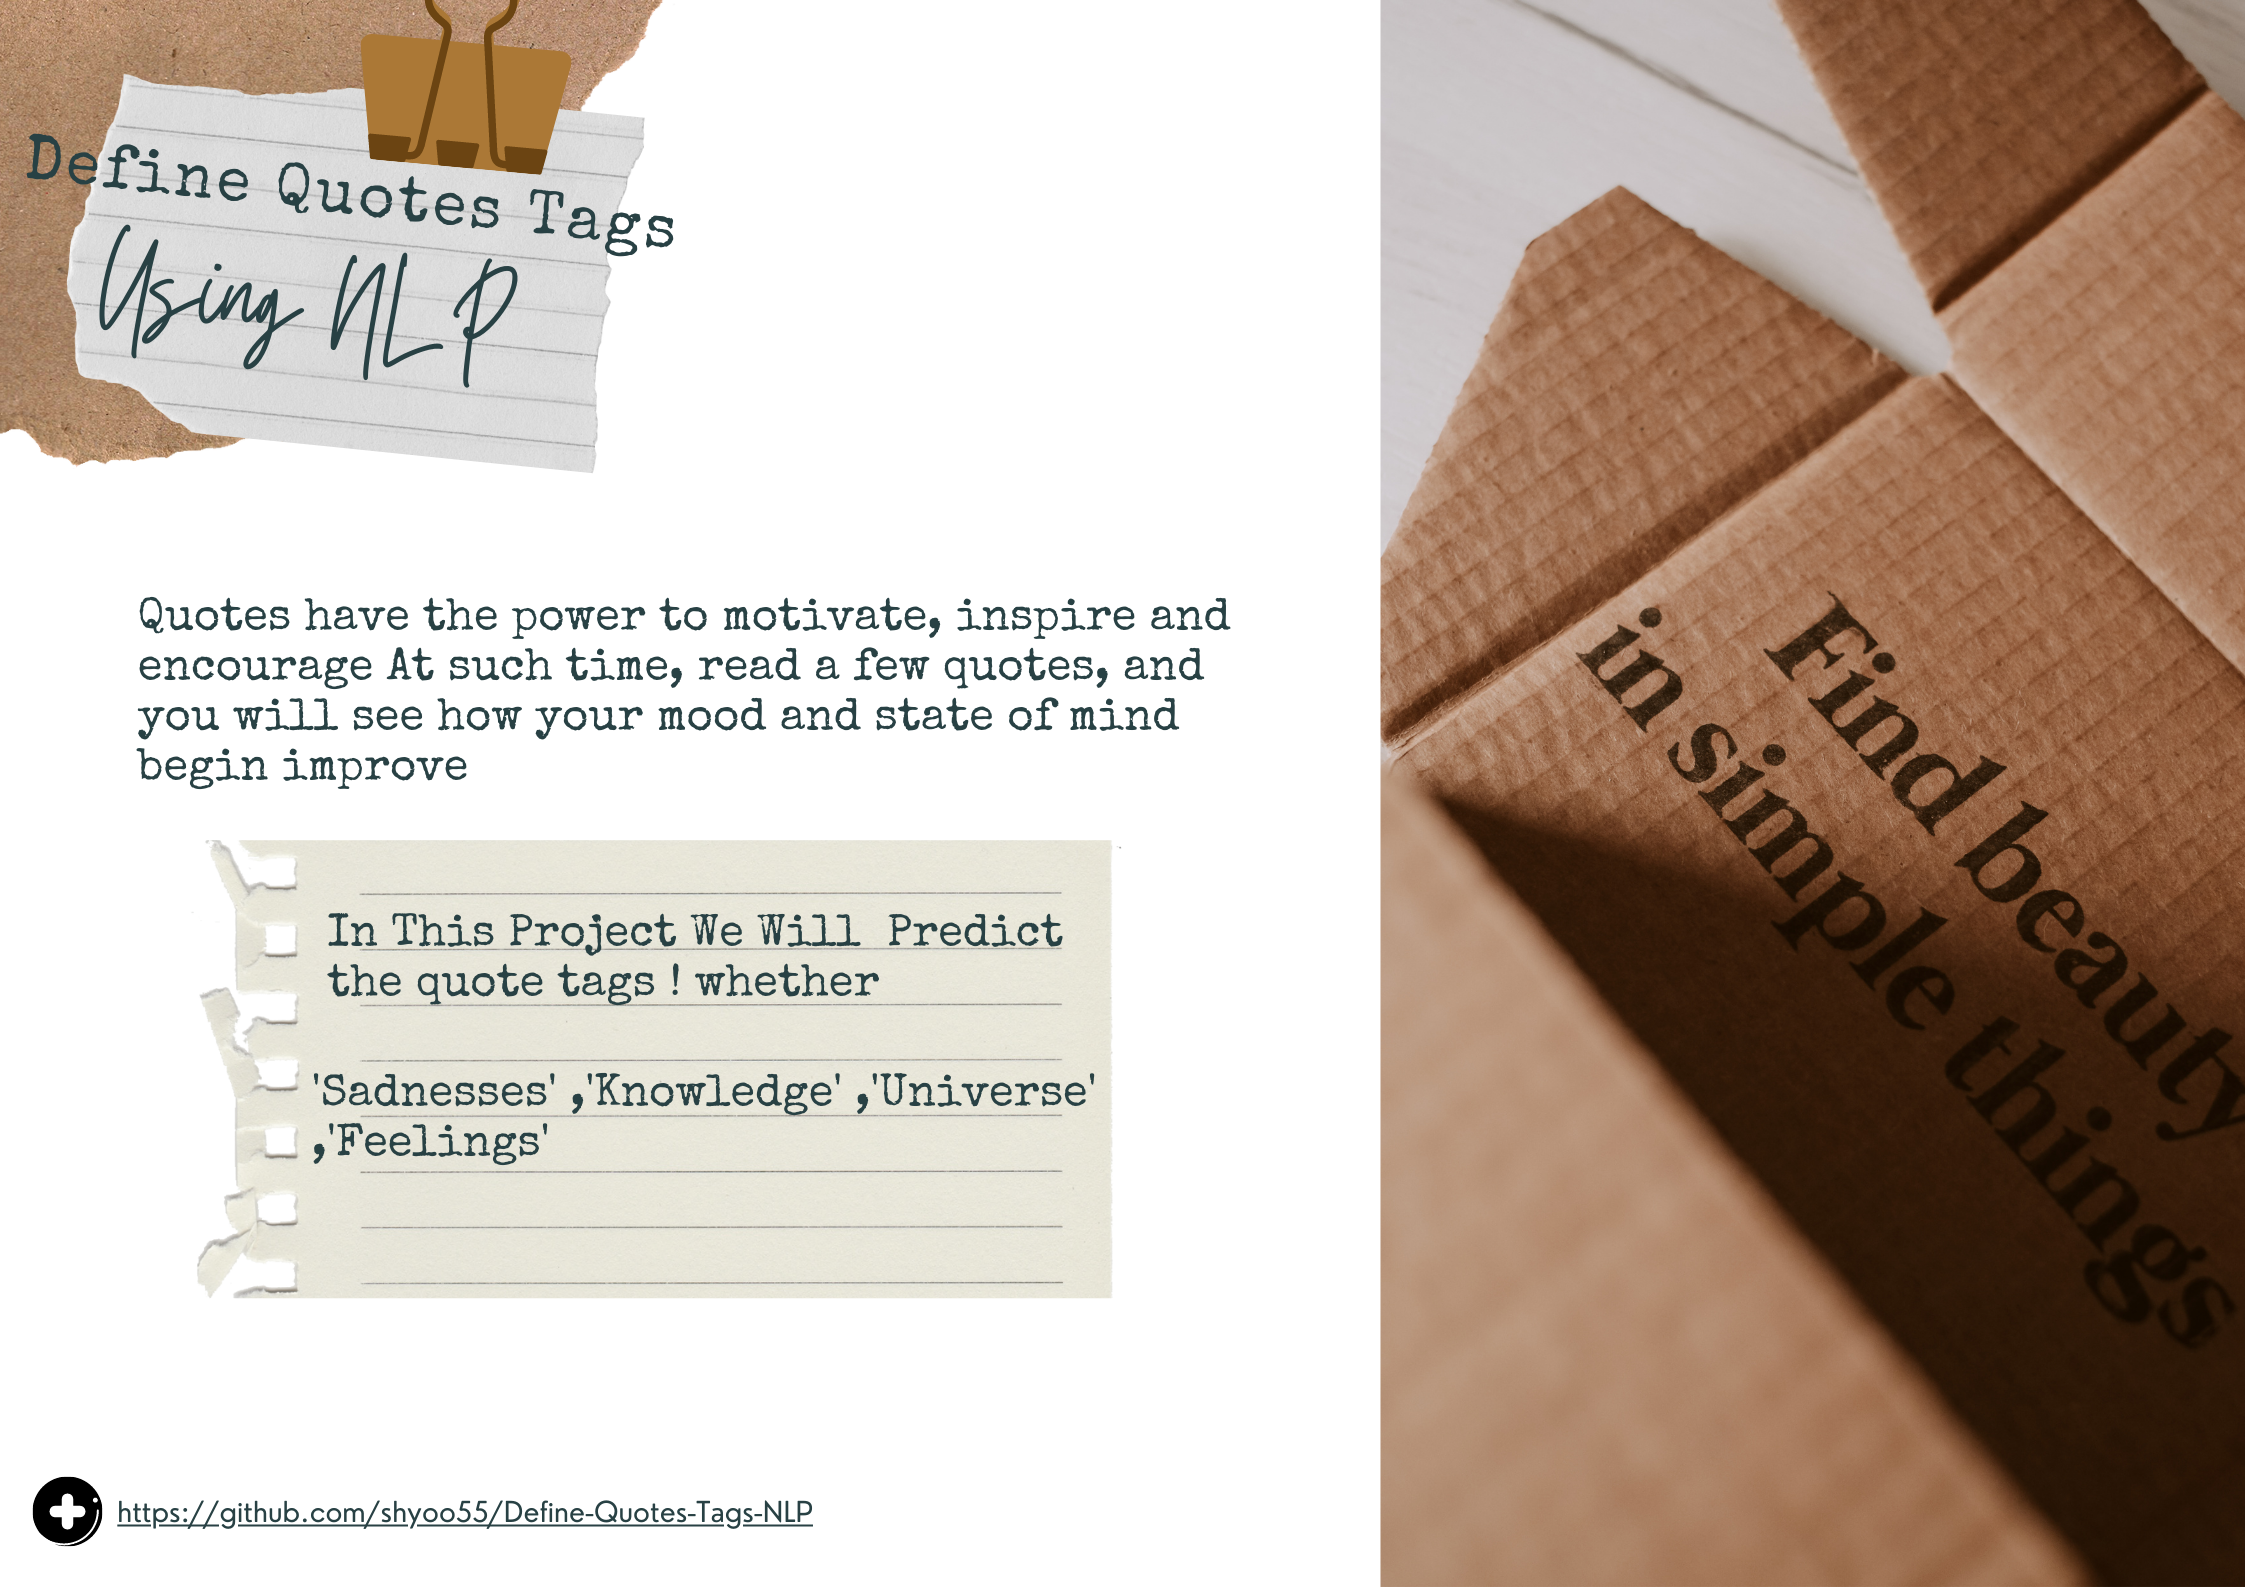 Define Quotes Tags
Using NLP
Quotes have the power to motivate, inspire and
encourage At such time, read a few quotes, and
you will see how your mood and state of mind
begin improve
In This Project We Will  Predict
the quote tags ! whether
'Sadnesses' ,'Knowledge' ,'Universe'
,'Feelings'
https://github.com/shyoo55/Define-Quotes-Tags-NLP
Find beauty
in simple things